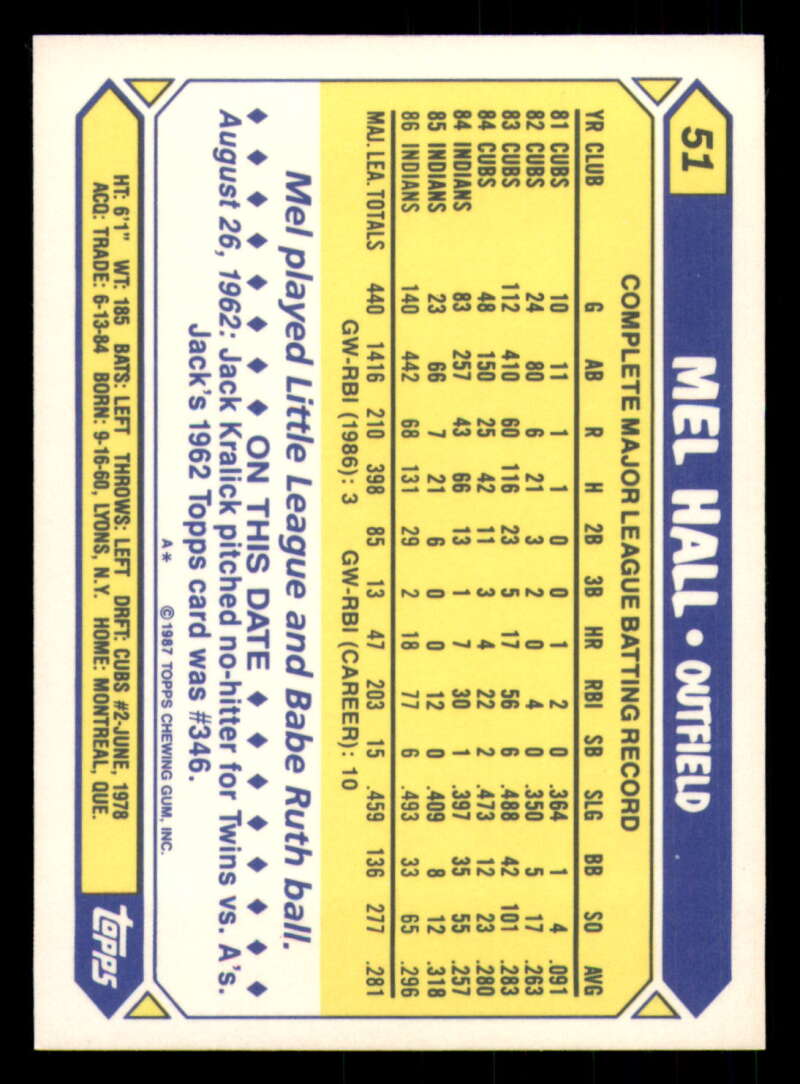 51 MEL HALL • OUTFIELD
COMPLETE MAJOR LEAGUE BATTING RECORD
YR CLUB G AB R H 2B 3B HR RBI SB SLG BB SO AVG
81 CUBS 10 11 1 1 0 0 1 2 0 .364 1 4 .091
82 CUBS 24 80 6 21 3 2 0 4 0 .350 5 17 .263
83 CUBS 112 410 60 116 23 5 17 56 6 .488 42 101 .283
84 CUBS 48 150 25 42 11 3 4 22 2 .473 12 23 .280
84 INDIANS 83 257 43 66 13 1 7 30 1 .397 35 55 .257
85 INDIANS 23 66 7 21 6 0 0 12 0 .409 8 12 .318
86 INDIANS 140 442 68 131 29 2 18 77 6 .493 33 65 .296
MAJ. LEA. TOTALS 440 1416 210 398 85 13 47 203 15 .459 136 277 .281
GW-RBI (1986): 3 GW-RBI (CAREER): 10
Mel played Little League and Babe Ruth ball.
♦ ♦ ♦ ♦ ♦ ♦ ♦ ♦ ON THIS DATE ♦ ♦ ♦ ♦ ♦ ♦ ♦ ♦
August 26, 1962: Jack Kralick pitched no-hitter for Twins vs. A's.
Jack's 1962 Topps card was #346.
A* ©1987 TOPPS CHEWING GUM, INC.
HT: 6'1" WT: 185 BATS: LEFT THROWS: LEFT DRFT: CUBS #2-JUNE, 1978
ACQ: TRADE: 6-13-84 BORN: 9-16-60, LYONS, N.Y. HOME: MONTREAL, QUE.
topps